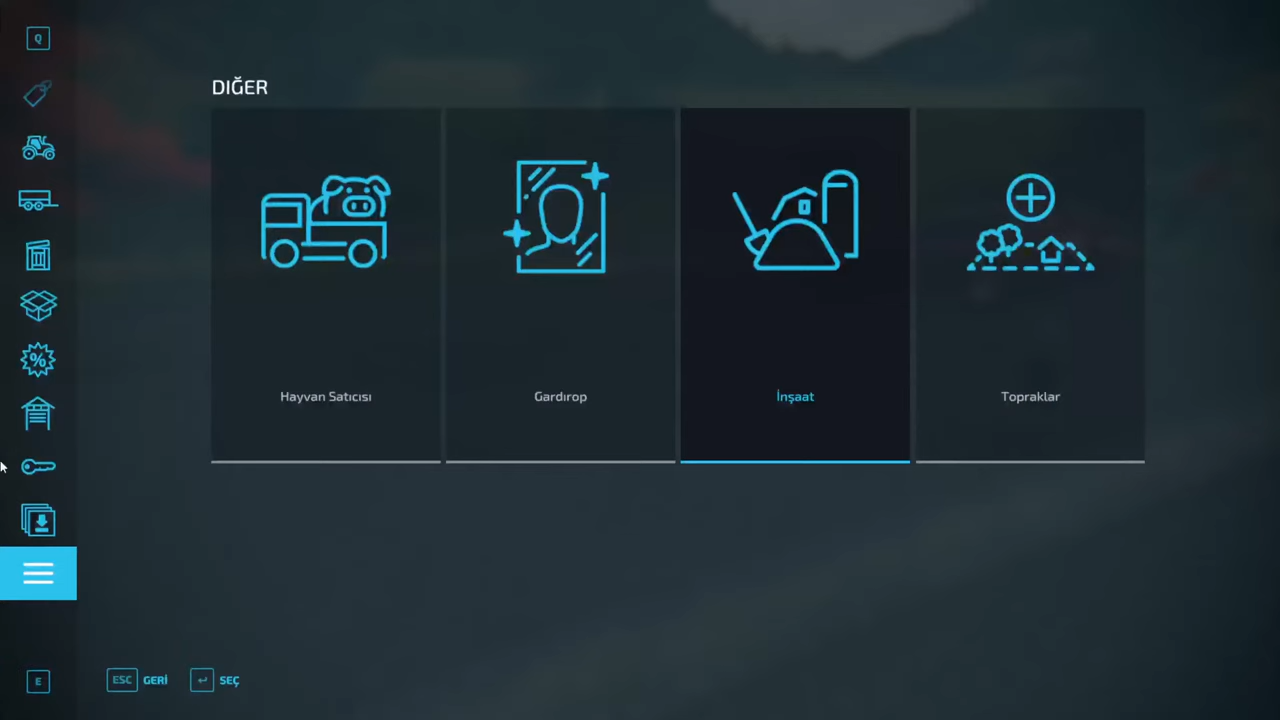 Q
DIĞER
Hayvan Satıcısı
Gardırop
İnşaat
Topraklar
%
E
ESC GERİ
SEÇ